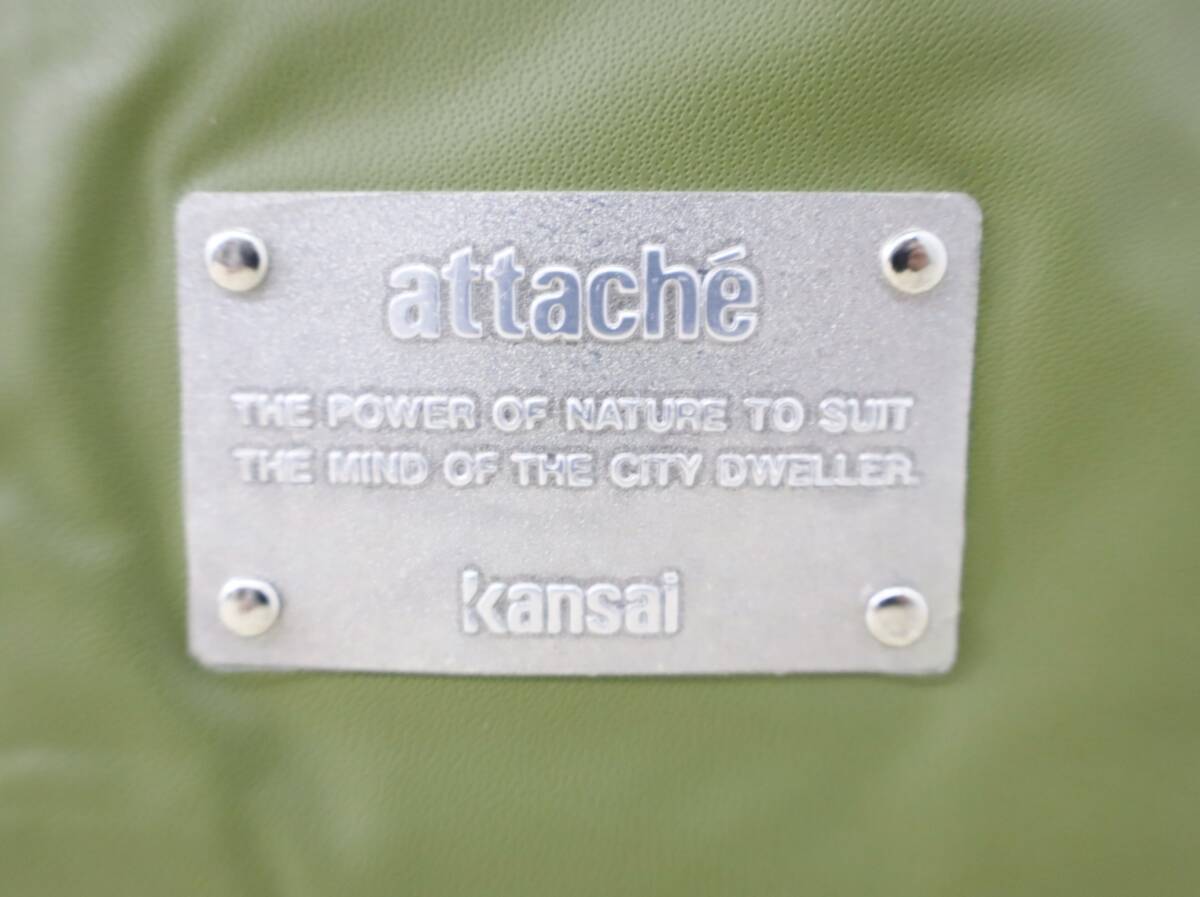 attaché
THE POWER OF NATURE TO SUIT
THE MIND OF THE CITY DWELLER.
kansai